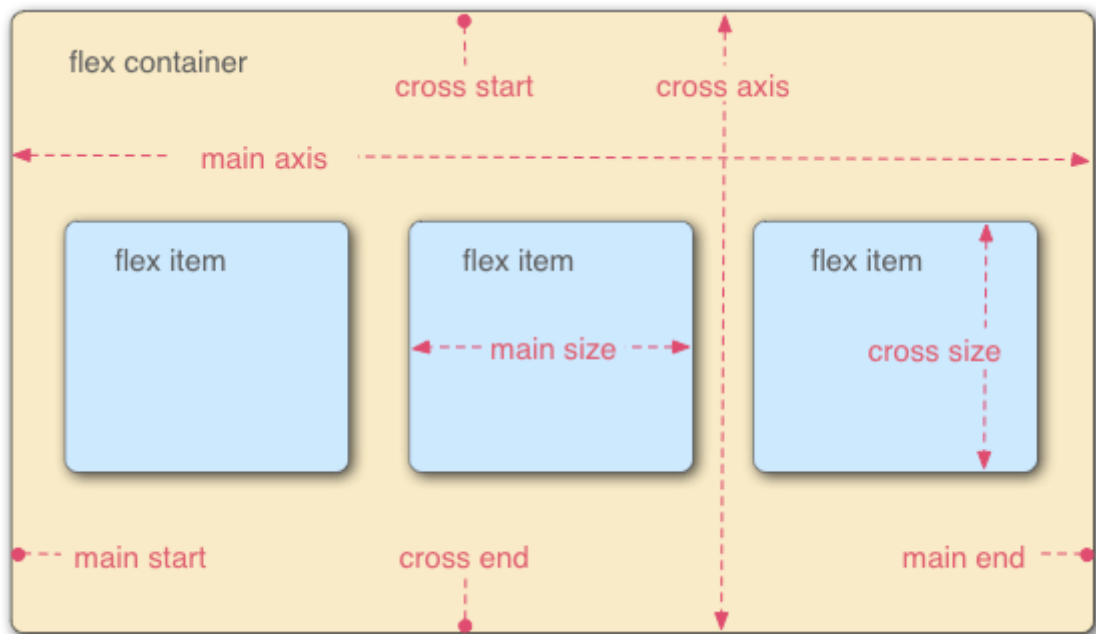 flex container
cross start
cross axis
main axis
flex item
flex item
flex item
main size
cross size
main start
cross end
main end